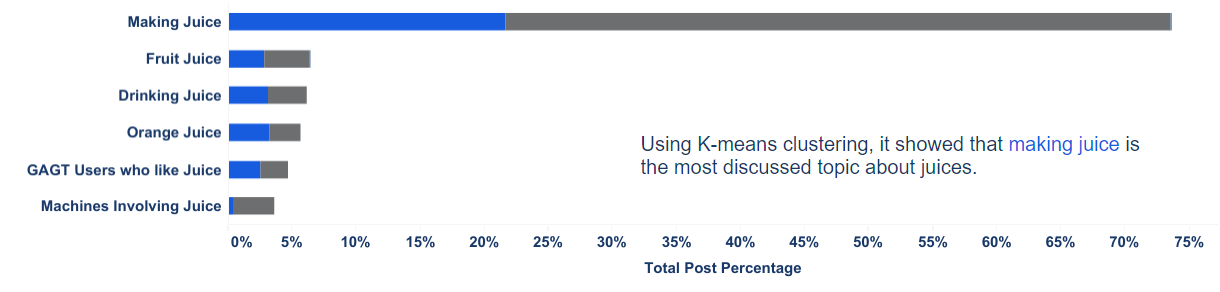 Making Juice
Fruit Juice
Drinking Juice
Orange Juice
GAGT Users who like Juice
Machines Involving Juice
Using K-means clustering, it showed that making juice is
the most discussed topic about juices.
0% 5% 10% 15% 20% 25% 30% 35% 40% 45% 50% 55% 60% 65% 70% 75%
Total Post Percentage